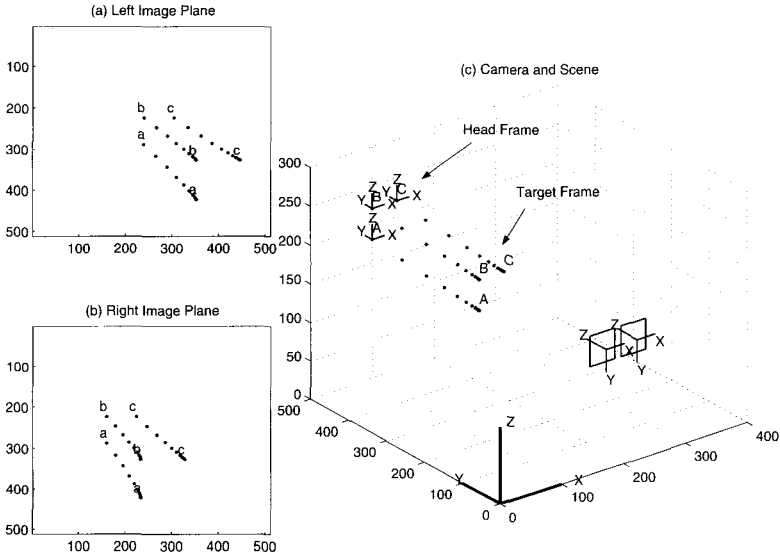 (a) Left Image Plane
100
200
300
400
500
100 200 300 400 500
b c
a
b c
a
(b) Right Image Plane
100
200
300
400
500
100 200 300 400 500
b c
a
b c
a
(c) Camera and Scene
Head Frame
Target Frame
300
250
200
150
100
50
0
500
400
300
200
100
0
0
100
200
300
400
Z Z
Y B X Y C X
Z
Y A X
B C
A
Z Z
X X
Y Y
Z
Y X